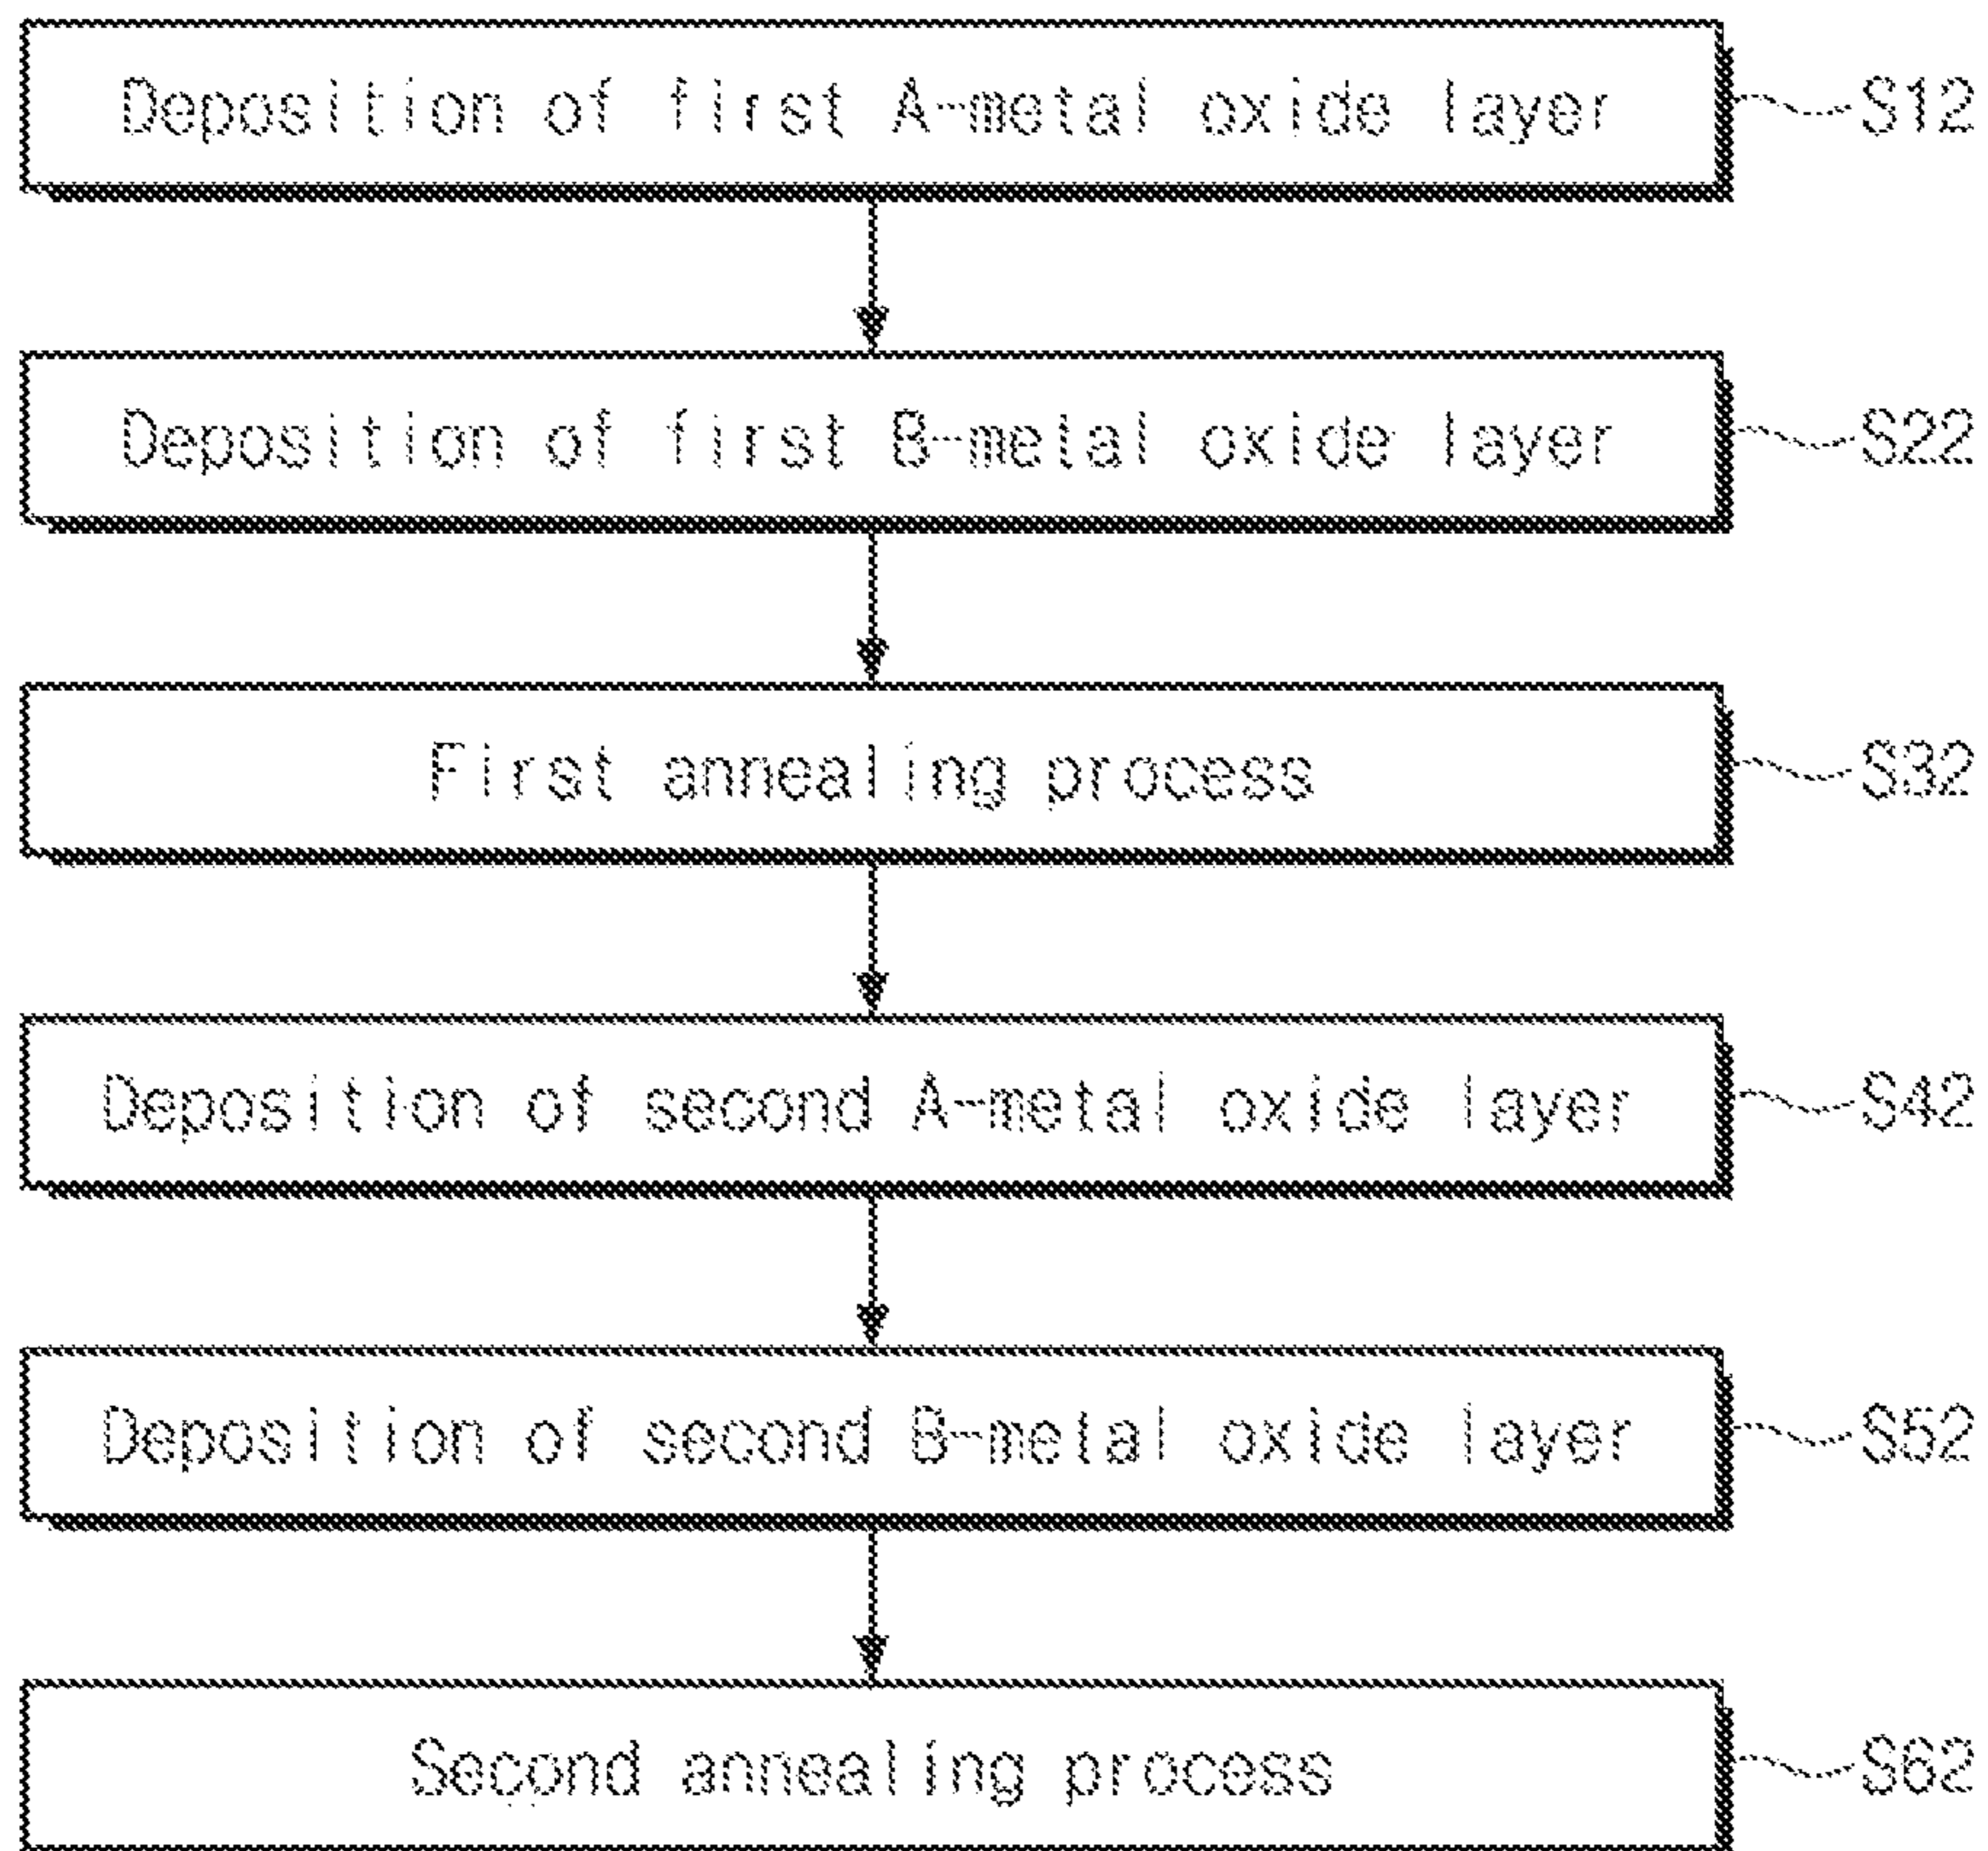 Deposition of first A-metal oxide layer S12
Deposition of first B-metal oxide layer S22
First annealing process S32
Deposition of second A-metal oxide layer S42
Deposition of second B-metal oxide layer S52
Second annealing process S62